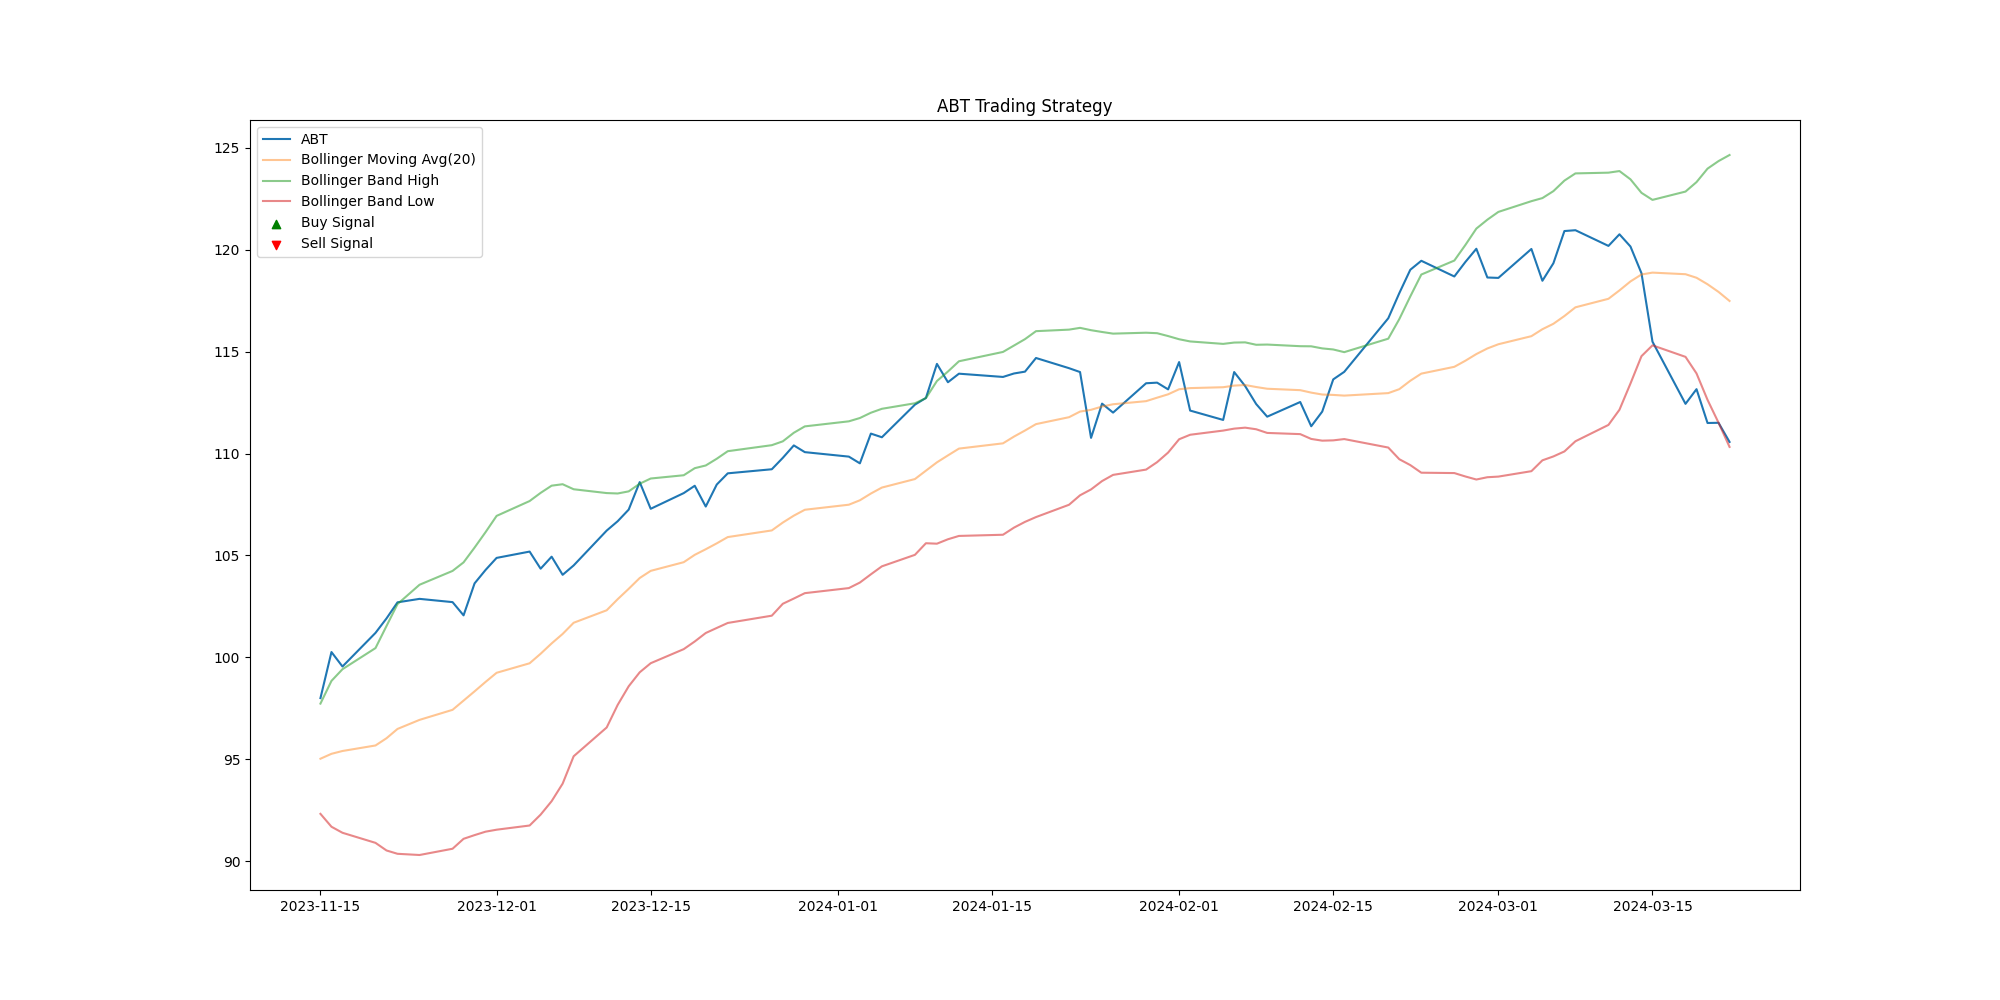 ABT Trading Strategy
ABT
Bollinger Moving Avg(20)
Bollinger Band High
Bollinger Band Low
Buy Signal
Sell Signal
125
120
115
110
105
100
95
90
2023-11-15 2023-12-01 2023-12-15 2024-01-01 2024-01-15 2024-02-01 2024-02-15 2024-03-01 2024-03-15